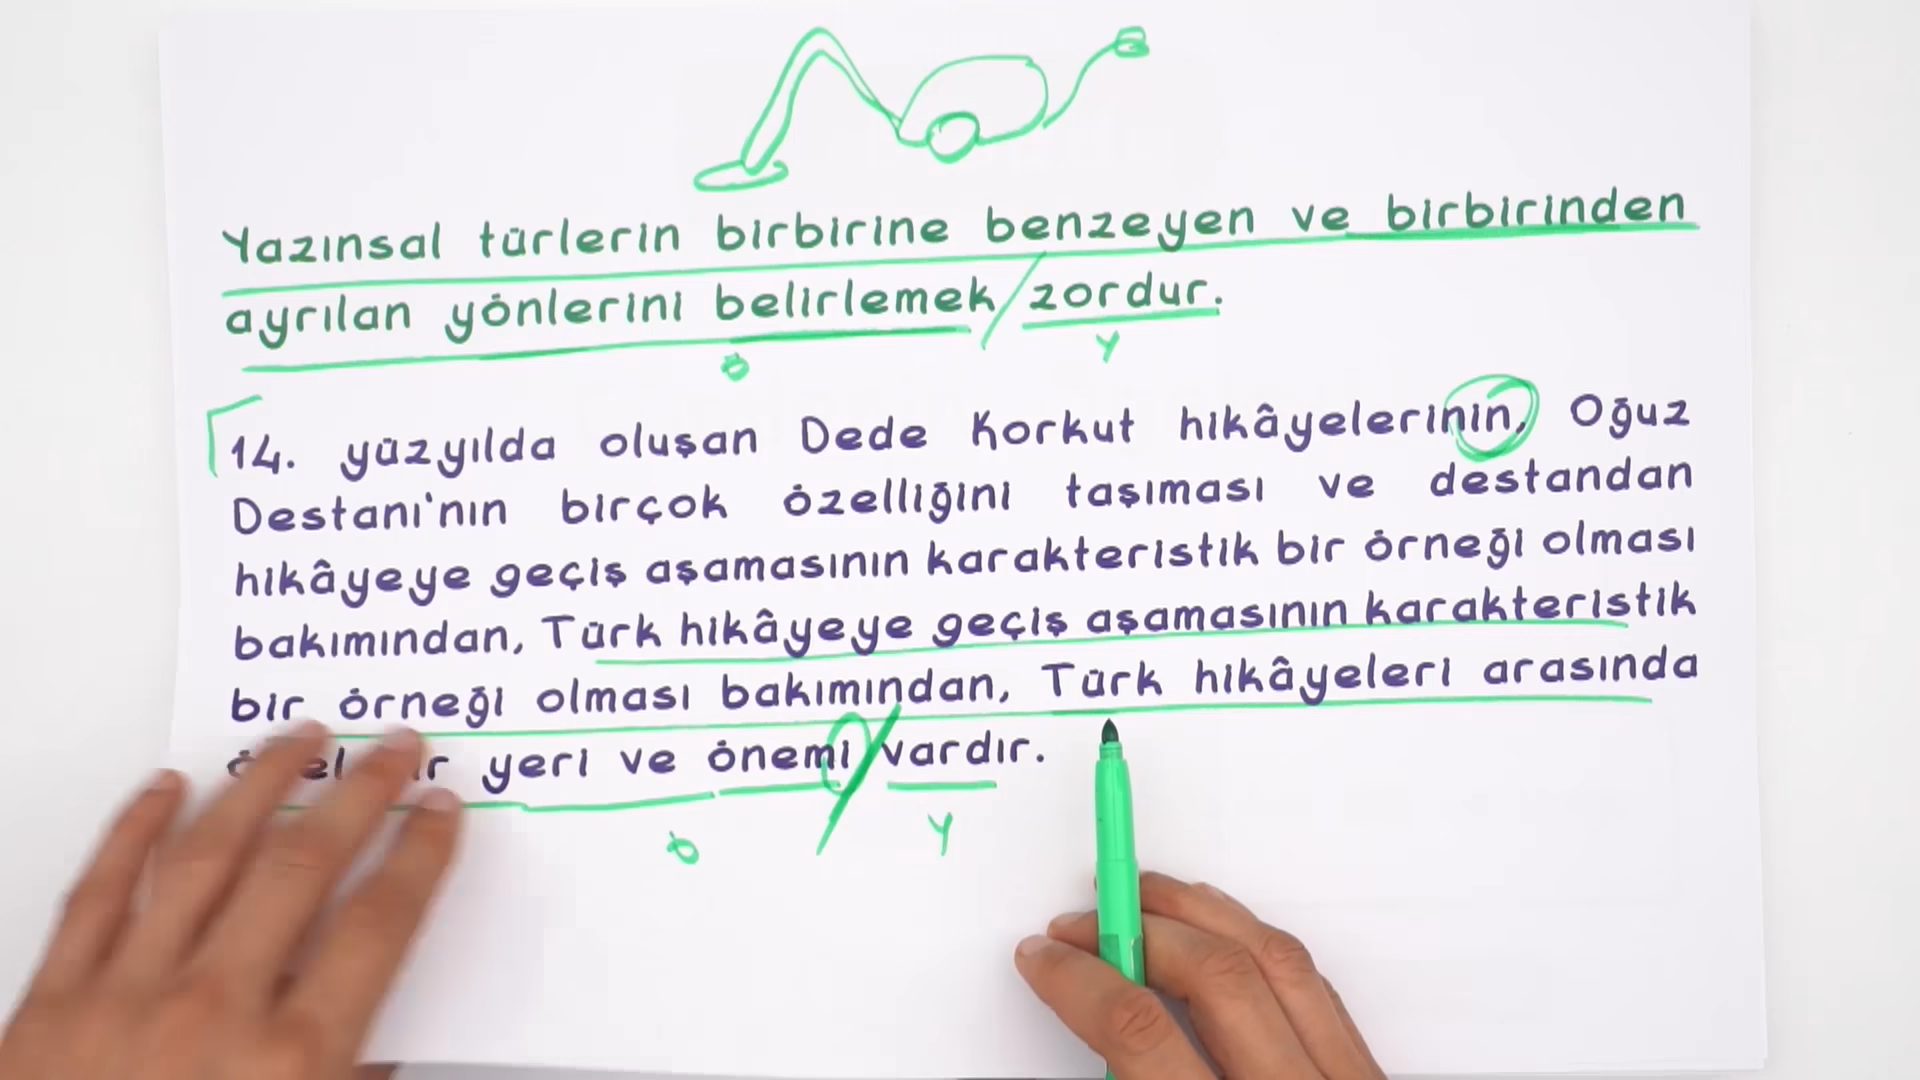 Yazınsal türlerin birbirine benzeyen ve birbirinden
ayrılan yönlerini belirlemek / zordur.
Ö Y
14. yüzyılda oluşan Dede Korkut hikâyelerinin, Oğuz
Destanı'nın birçok özelliğini taşıması ve destandan
hikâyeye geçiş aşamasının karakteristik bir örneği olması
bakımından, Türk hikâyeye geçiş aşamasının karakteristik
bir örneği olması bakımından, Türk hikâyeleri arasında
yeri ve önemi / vardır.
Ö Y